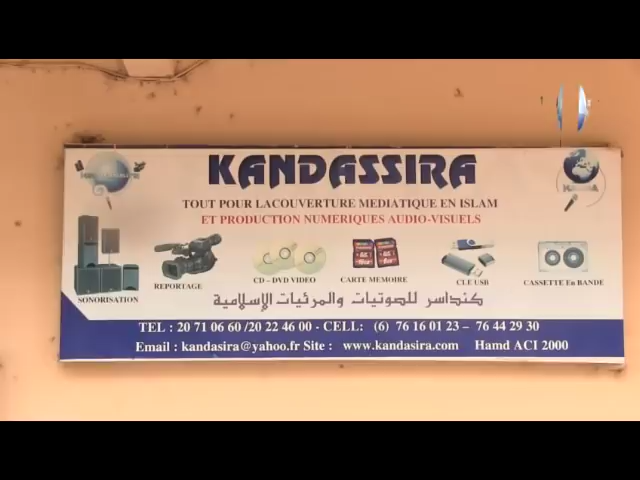 KANDASSIRA
TOUT POUR LACOUVERTURE MEDIATIQUE EN ISLAM
ET PRODUCTION NUMERIQUES AUDIO-VISUELS
SONORISATION
REPORTAGE
CD - DVD VIDEO
CARTE MEMOIRE
CLE USB
CASSETTE En BANDE
كنداسر للصوتيات والمرئيات الإسلامية
TEL : 20 71 06 60 /20 22 46 00 - CELL: (6) 76 16 01 23 – 76 44 29 30
Email : kandasira@yahoo.fr Site : www.kandasira.com Hamd ACI 2000